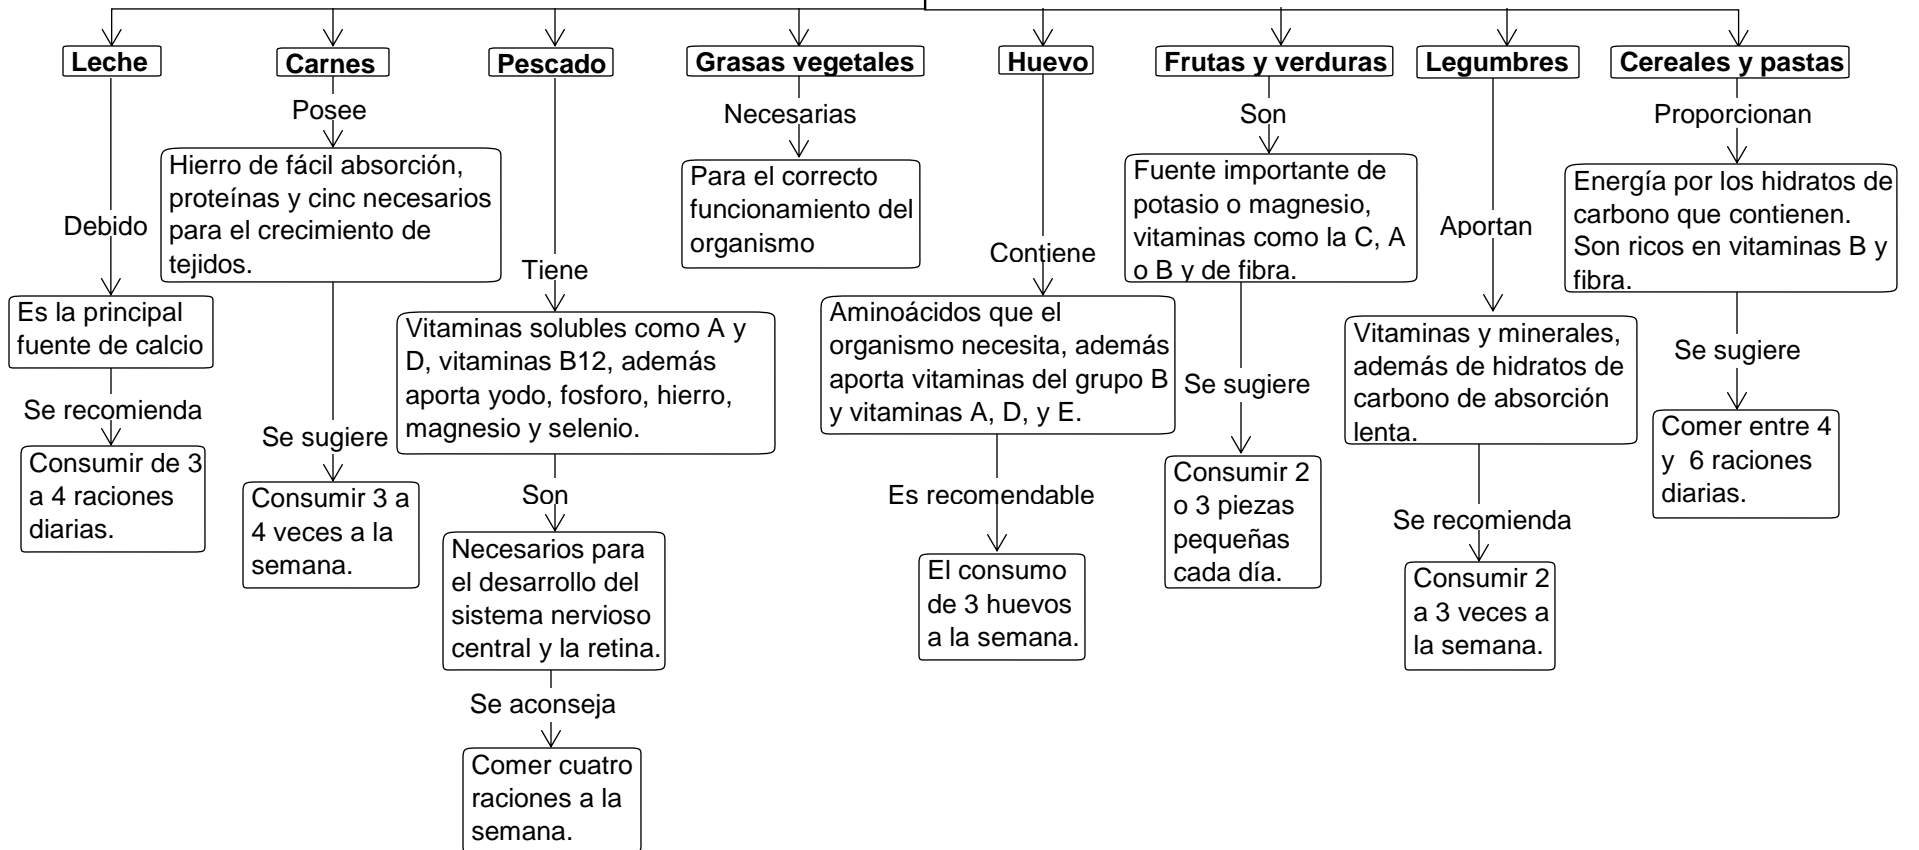 Leche
Debido
Es la principal
fuente de calcio
Se recomienda
Consumir de 3
a 4 raciones
diarias.
Carnes
Posee
Hierro de fácil absorción,
proteínas y cinc necesarios
para el crecimiento de
tejidos.
Se sugiere
Consumir 3 a
4 veces a la
semana.
Pescado
Tiene
Vitaminas solubles como A y
D, vitaminas B12, además
aporta yodo, fosforo, hierro,
magnesio y selenio.
Son
Necesarios para
el desarrollo del
sistema nervioso
central y la retina.
Se aconseja
Comer cuatro
raciones a la
semana.
Grasas vegetales
Necesarias
Para el correcto
funcionamiento del
organismo
Huevo
Contiene
Aminoácidos que el
organismo necesita, además
aporta vitaminas del grupo B
y vitaminas A, D, y E.
Es recomendable
El consumo
de 3 huevos
a la semana.
Frutas y verduras
Son
Fuente importante de
potasio o magnesio,
vitaminas como la C, A
o B y de fibra.
Se sugiere
Consumir 2
o 3 piezas
pequeñas
cada día.
Legumbres
Aportan
Vitaminas y minerales,
además de hidratos de
carbono de absorción
lenta.
Se recomienda
Consumir 2
a 3 veces a
la semana.
Cereales y pastas
Proporcionan
Energía por los hidratos de
carbono que contienen.
Son ricos en vitaminas B y
fibra.
Se sugiere
Comer entre 4
y 6 raciones
diarias.